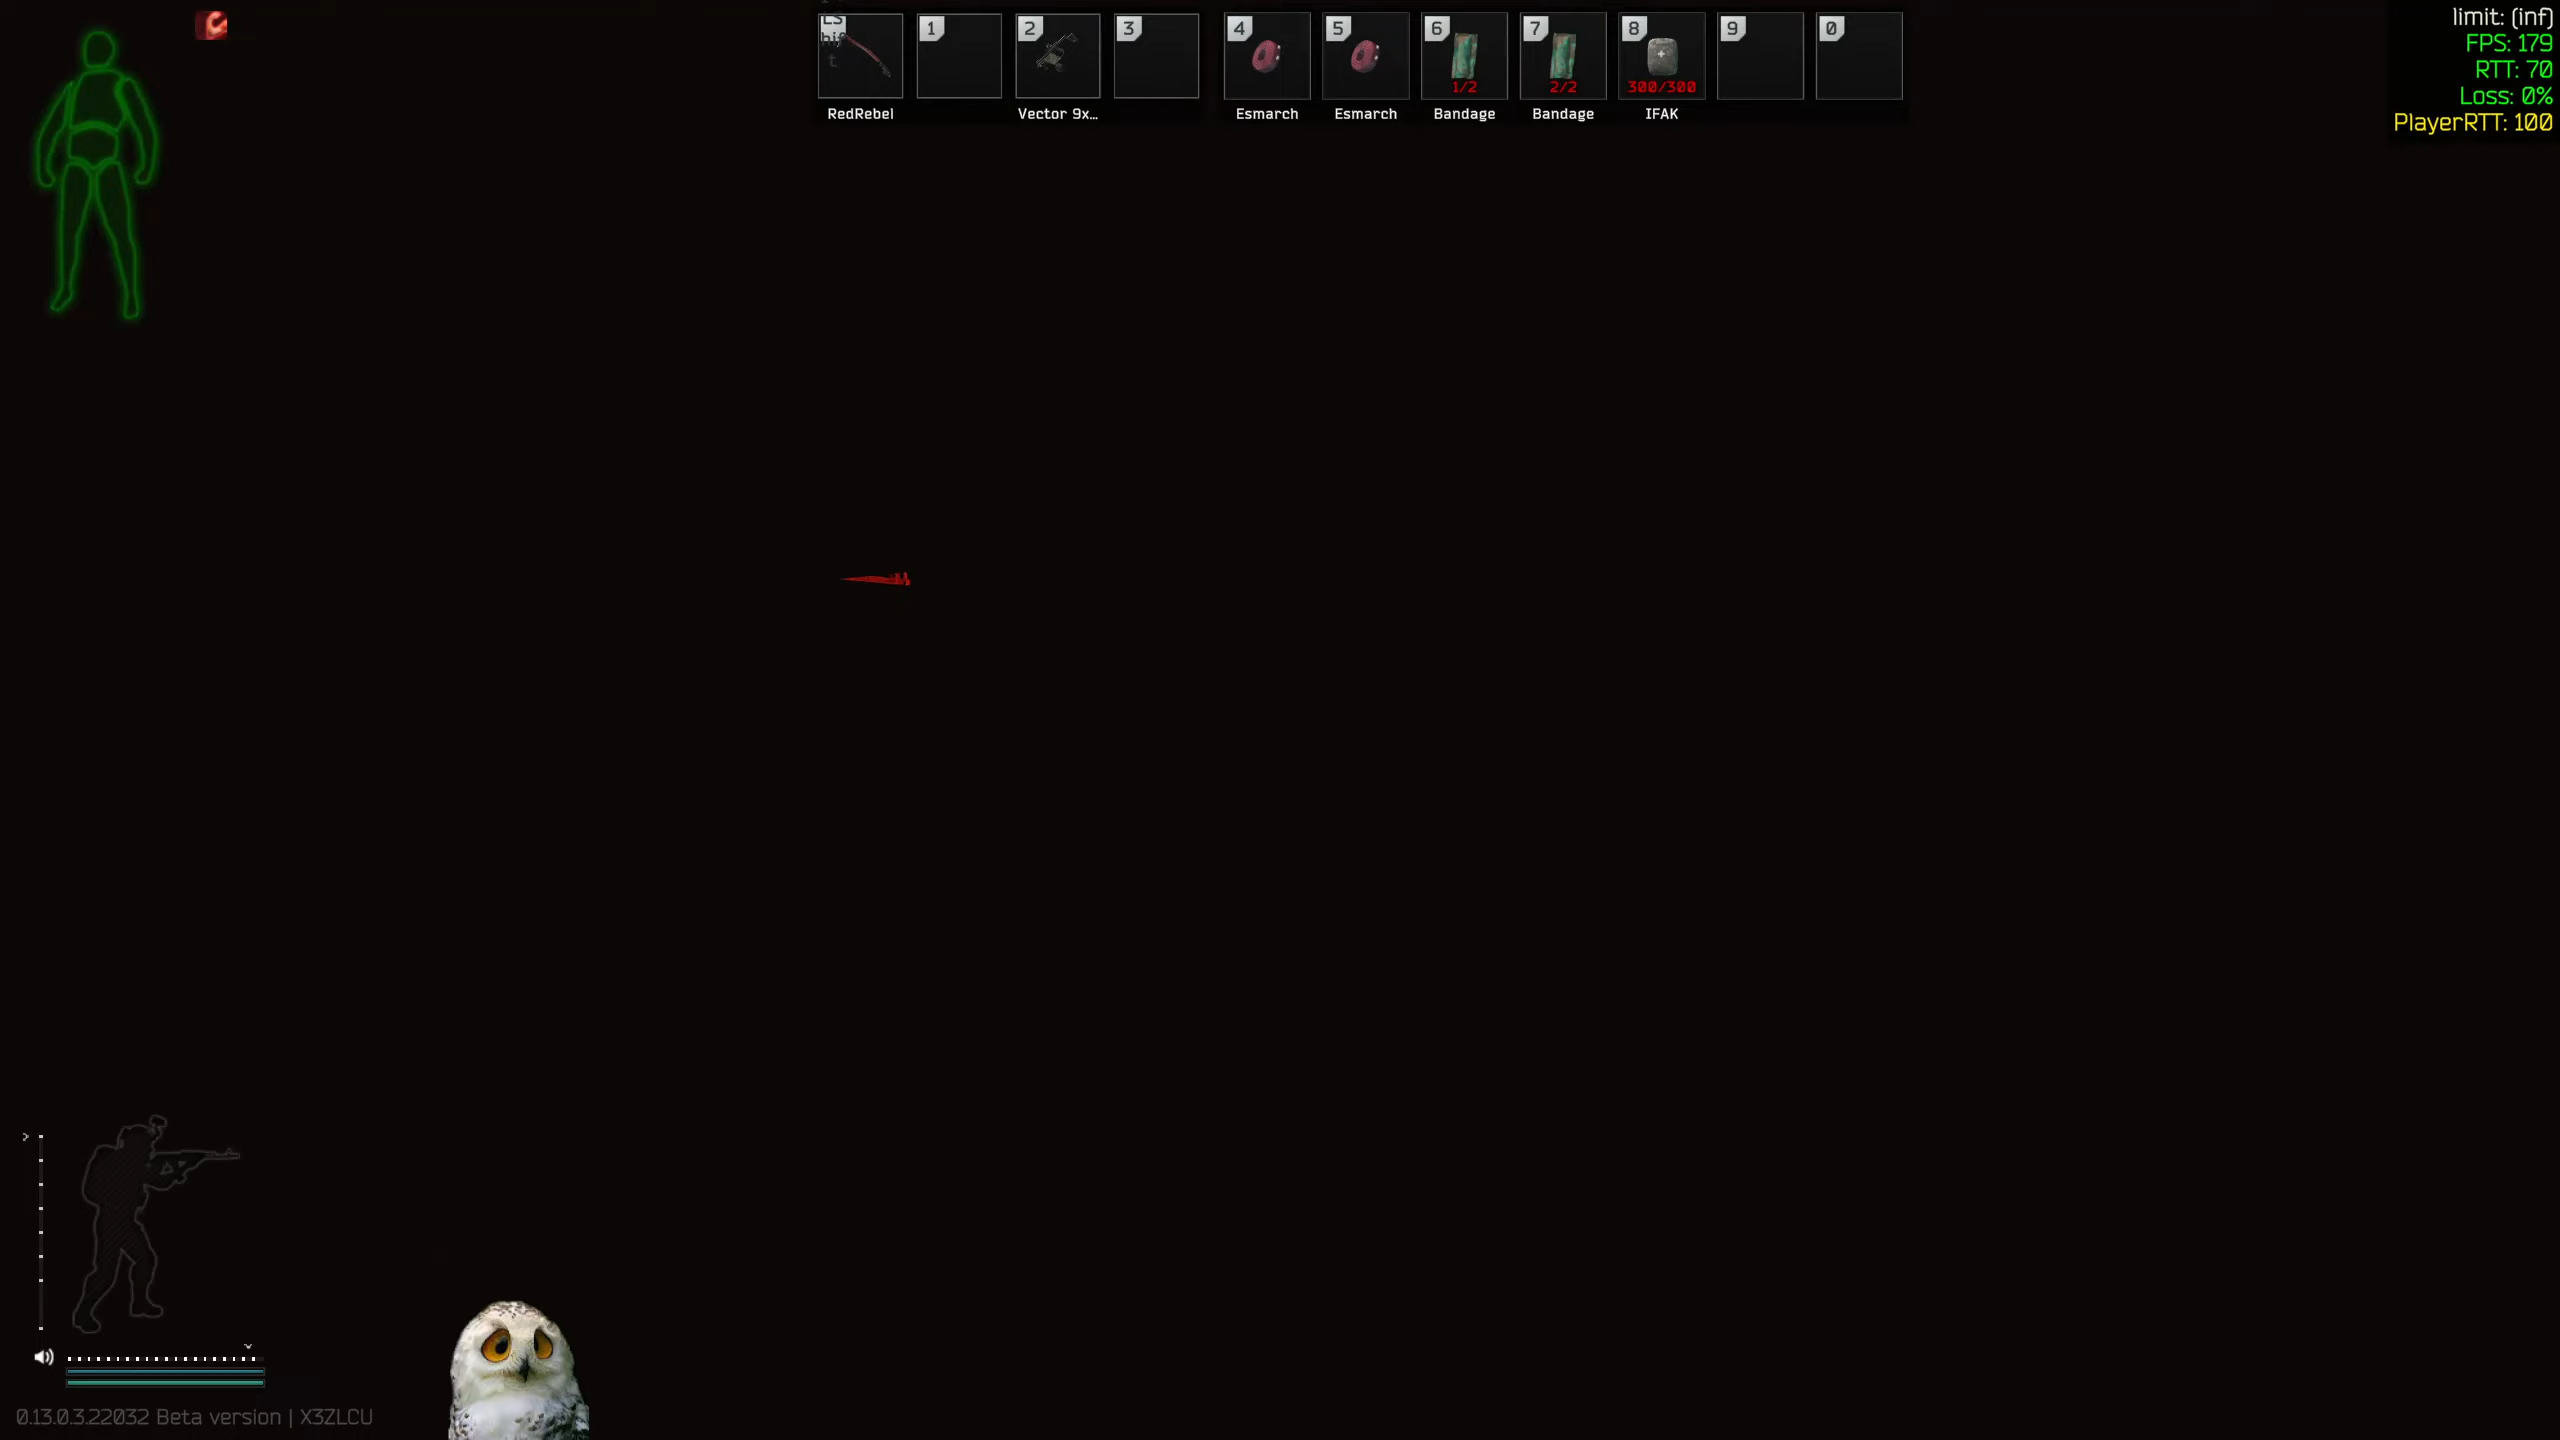 LS
hif
t
1
2
3
4
5
6
7
8
9
0
1/2
2/2
300/300
RedRebel
Vector 9x...
Esmarch
Esmarch
Bandage
Bandage
IFAK
limit: (inf)
FPS: 179
RTT: 70
Loss: 0%
PlayerRTT: 100
0.13.0.3.22032 Beta version | X3ZLCU